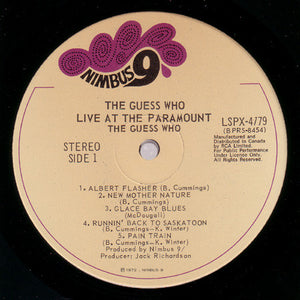 NIMBUS 9
THE GUESS WHO
LIVE AT THE PARAMOUNT
THE GUESS WHO
STEREO
SIDE 1
LSPX-4779
(BPRS-8454)
Manufactured and
Distributed in Canada
by RCA Limited.
For Public Performance
Under License Only.
All Rights Reserved.
1. ALBERT FLASHER (B. Cummings)
2. NEW MOTHER NATURE
(B. Cummings)
3. GLACE BAY BLUES
(McDougall)
4. RUNNIN' BACK TO SASKATOON
(B. Cummings-K. Winter)
5. PAIN TRAIN
(B. Cummings-K. Winter)
Produced by Nimbus 9/
Producer: Jack Richardson
© 1972 - NIMBUS 9